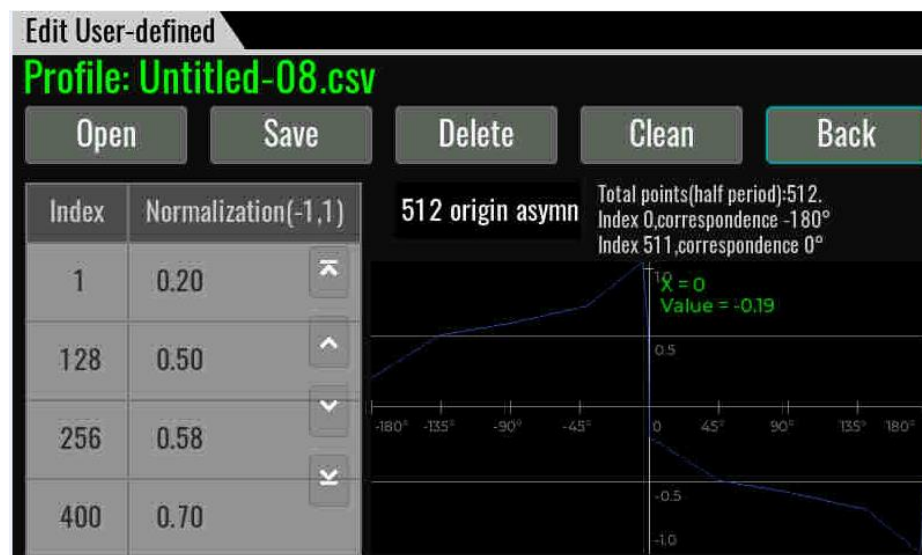 Edit User-defined
Profile: Untitled-08.csv
Open Save Delete Clean Back
Index Normalization(-1,1)
1 0.20
128 0.50
256 0.58
400 0.70
512 origin asymn
Total points(half period):512.
Index 0,correspondence -180°
Index 511,correspondence 0°
1.0
X = 0
Value = -0.19
0.5
-180° -135° -90° -45° 0 45° 90° 135° 180°
-0.5
-1.0